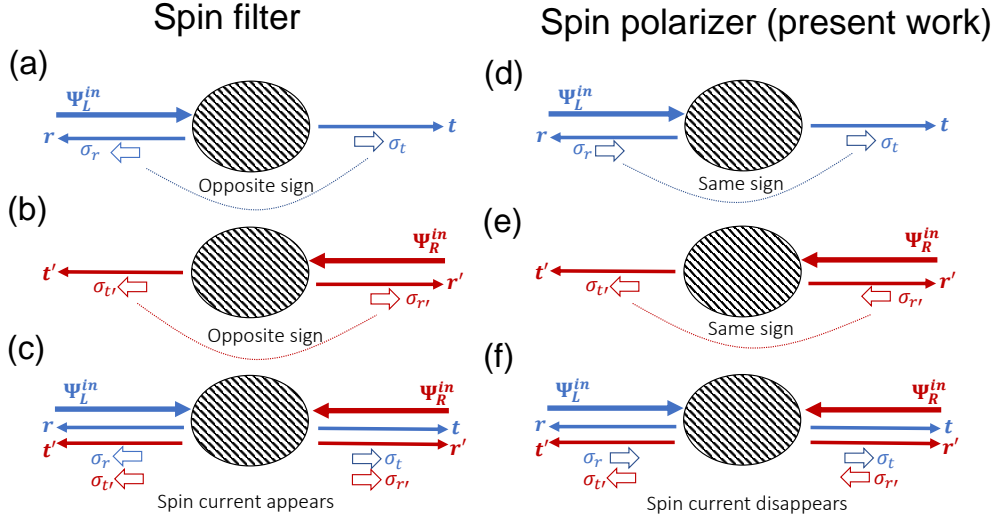 Spin filter
Spin polarizer (present work)
(a)
Ψ_L^in
r
t
σ_r
σ_t
Opposite sign
(b)
Ψ_R^in
t′
r′
σ_t′
σ_r′
Opposite sign
(c)
Ψ_L^in
Ψ_R^in
r
t
t′
r′
σ_r
σ_t
σ_t′
σ_r′
Spin current appears
(d)
Ψ_L^in
r
t
σ_r
σ_t
Same sign
(e)
Ψ_R^in
t′
r′
σ_t′
σ_r′
Same sign
(f)
Ψ_L^in
Ψ_R^in
r
t
t′
r′
σ_r
σ_t
σ_t′
σ_r′
Spin current disappears